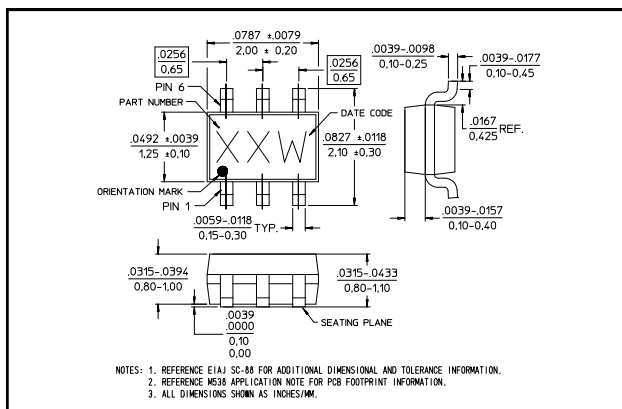 .0787 ±.0079
2,00 ± 0,20
.0256
0,65
.0256
0,65
.0039-.0098
0,10-0,25
.0039-.0177
0,10-0,45
PIN 6
PART NUMBER
DATE CODE
.0167
0,425 REF.
.0492 ±.0039
1,25 ±0,10
XXW
.0827 ±.0118
2,10 ±0,30
ORIENTATION MARK
PIN 1
.0059-.0118
0,15-0,30 TYP.
.0039-.0157
0,10-0,40
.0315-.0394
0,80-1,00
.0315-.0433
0,80-1,10
.0039
.0000
0,10
0,00
SEATING PLANE
NOTES: 1. REFERENCE EIAJ SC-88 FOR ADDITIONAL DIMENSIONAL AND TOLERANCE INFORMATION.
2. REFERENCE M538 APPLICATION NOTE FOR PCB FOOTPRINT INFORMATION.
3. ALL DIMENSIONS SHOWN AS INCHES/MM.